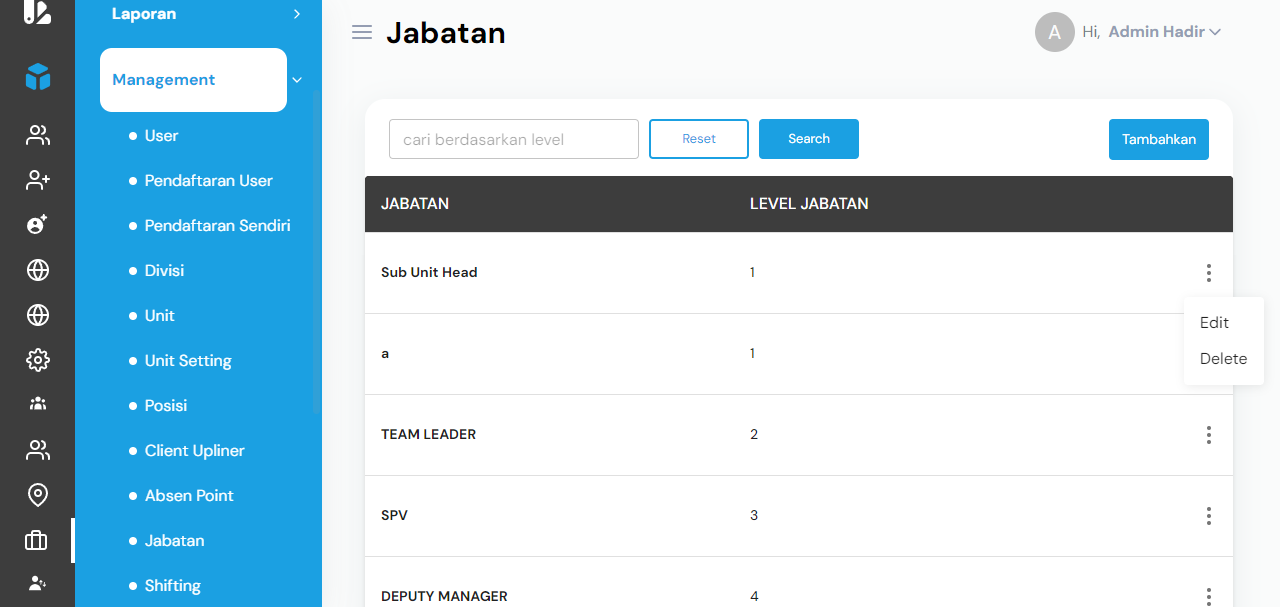 Laporan
Management
User
Pendaftaran User
Pendaftaran Sendiri
Divisi
Unit
Unit Setting
Posisi
Client Upliner
Absen Point
Jabatan
Shifting
Jabatan
A Hi, Admin Hadir
cari berdasarkan level Reset Search Tambahkan
JABATAN LEVEL JABATAN
Sub Unit Head 1
Edit
a 1
Delete
TEAM LEADER 2
SPV 3
DEPUTY MANAGER 4